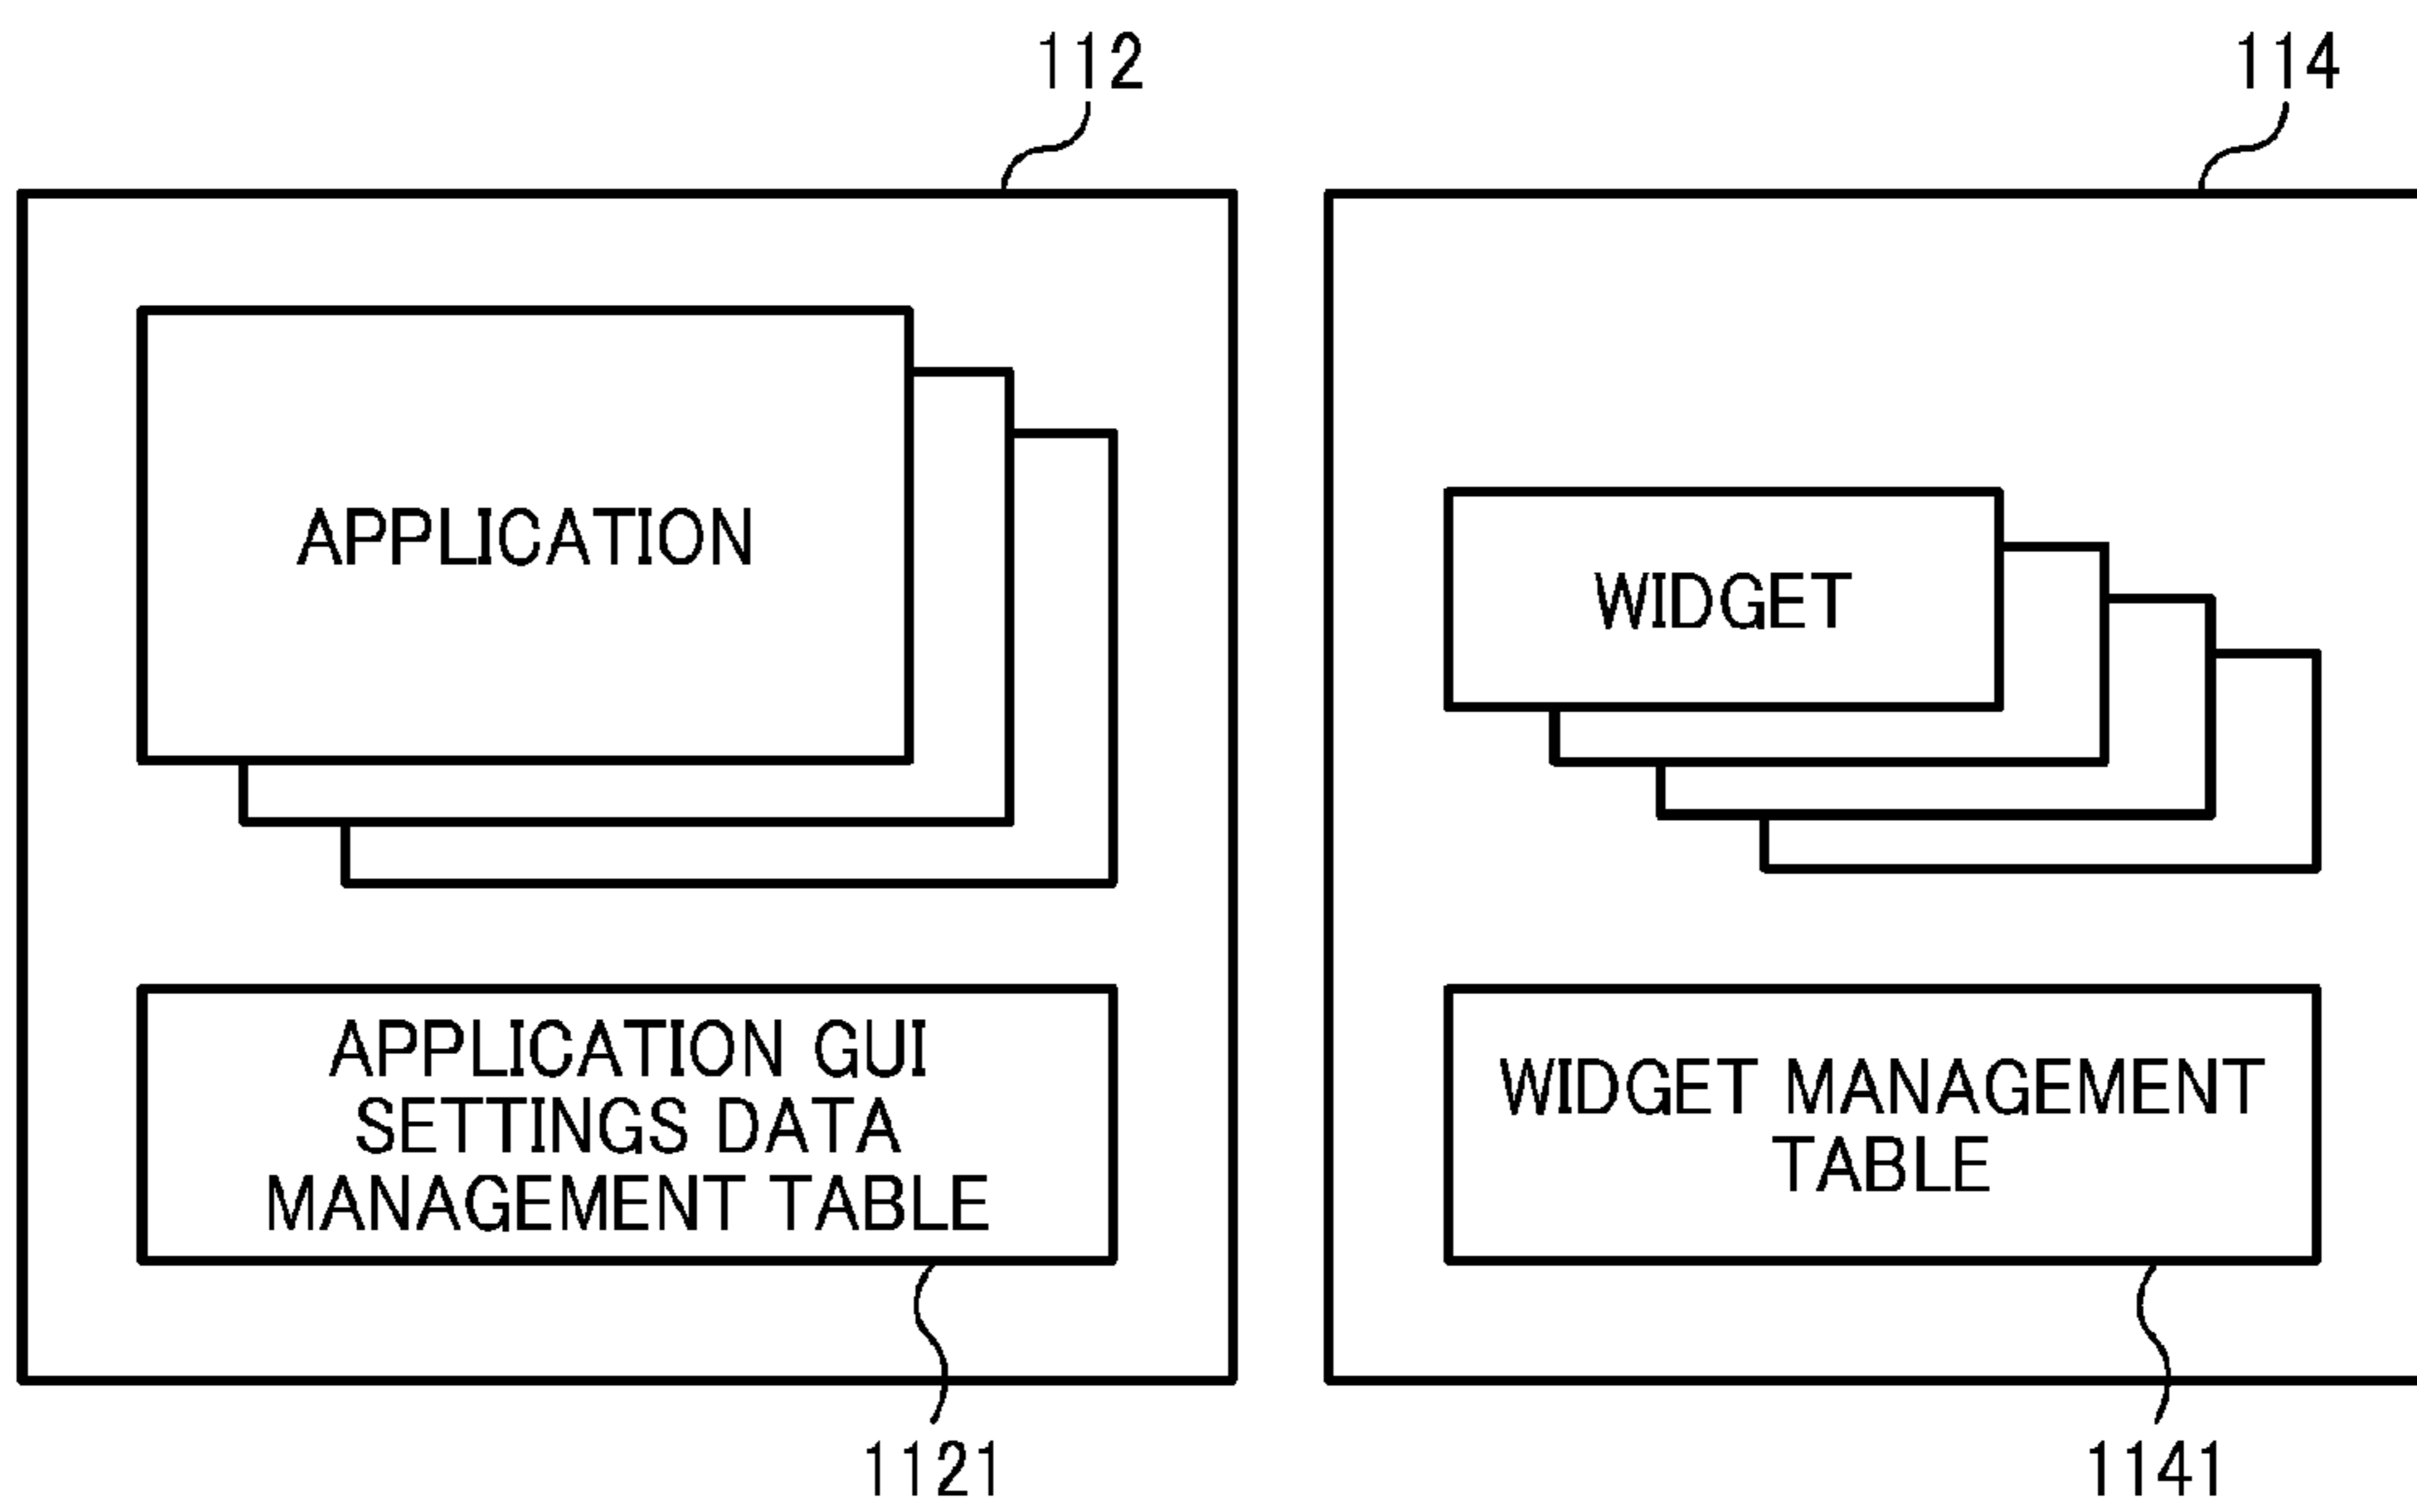 112
114
APPLICATION
WIDGET
APPLICATION GUI
SETTINGS DATA
MANAGEMENT TABLE
WIDGET MANAGEMENT
TABLE
1121
1141